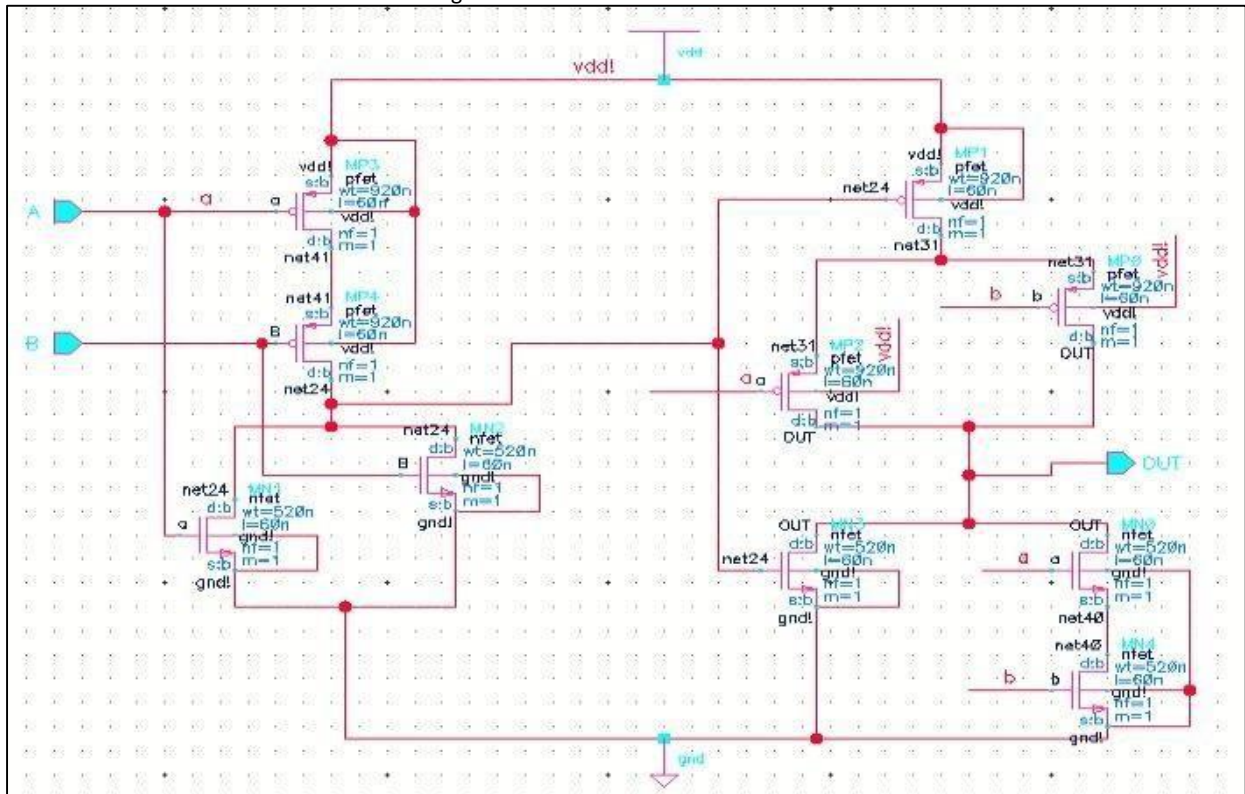 vdd
vdd!
vdd!
MP3
pfet
s:b
wt=920n
A
a
a
l=60n
vdd!
nf=1
d:b
m=1
net41
net41
MP4
pfet
s:b
wt=920n
B
B
l=60n
vdd!
nf=1
d:b
m=1
net24
vdd!
MP1
pfet
s:b
wt=920n
net24
l=60n
vdd!
nf=1
d:b
m=1
net31
net31
MP0
pfet
s:b
wt=920n
vdd!
b
b
l=60n
vdd!
nf=1
d:b
m=1
OUT
net31
MP2
pfet
s:b
wt=920n
vdd!
a
a
l=60n
vdd!
nf=1
d:b
m=1
OUT
net24
MN2
nfet
d:b
wt=520n
B
l=60n
gnd!
nf=1
s:b
m=1
gnd!
net24
MN1
nfet
d:b
wt=520n
a
l=60n
gnd!
nf=1
s:b
m=1
gnd!
OUT
OUT
MN3
nfet
d:b
wt=520n
net24
l=60n
gnd!
nf=1
s:b
m=1
gnd!
OUT
MN0
nfet
d:b
wt=520n
a
a
l=60n
gnd!
nf=1
s:b
m=1
net40
net40
MN4
nfet
d:b
wt=520n
b
b
l=60n
gnd!
nf=1
s:b
m=1
gnd!
gnd